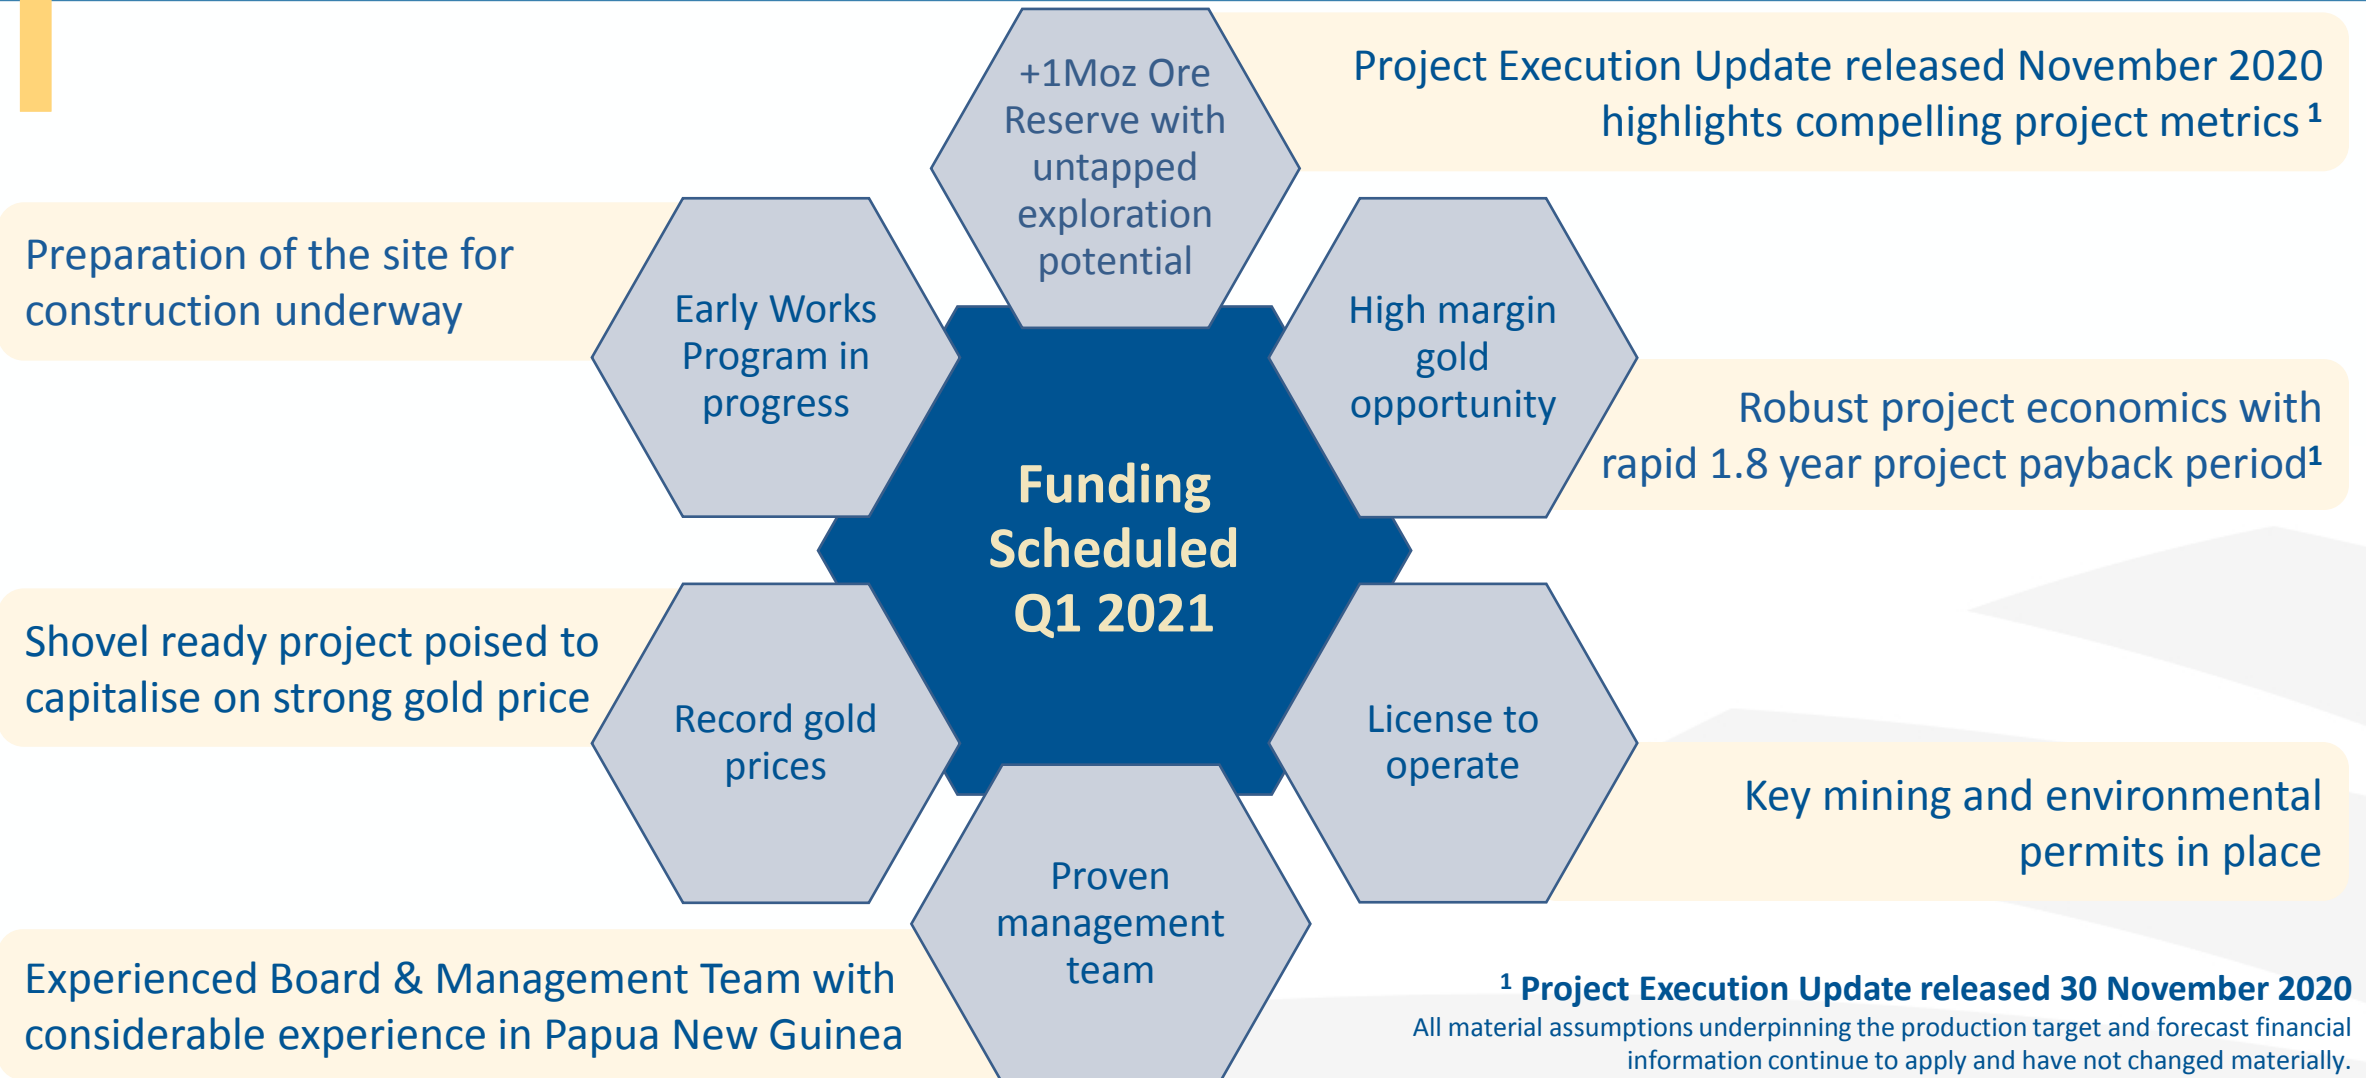 +1Moz Ore
Reserve with
untapped
exploration
potential
Project Execution Update released November 2020
highlights compelling project metrics 1
Preparation of the site for
construction underway
Early Works
Program in
progress
High margin
gold
opportunity
Robust project economics with
rapid 1.8 year project payback period1
Funding
Scheduled
Q1 2021
Shovel ready project poised to
capitalise on strong gold price
Record gold
prices
License to
operate
Key mining and environmental
permits in place
Proven
management
team
Experienced Board & Management Team with
considerable experience in Papua New Guinea
1 Project Execution Update released 30 November 2020
All material assumptions underpinning the production target and forecast financial
information continue to apply and have not changed materially.